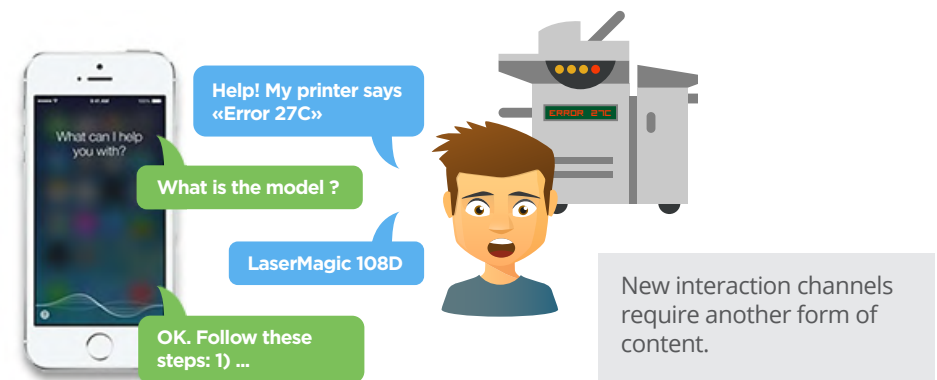 What can I help
you with?
Help! My printer says
«Error 27C»
ERROR 27C
What is the model ?
LaserMagic 108D
OK. Follow these
steps: 1) ...
New interaction channels
require another form of
content.